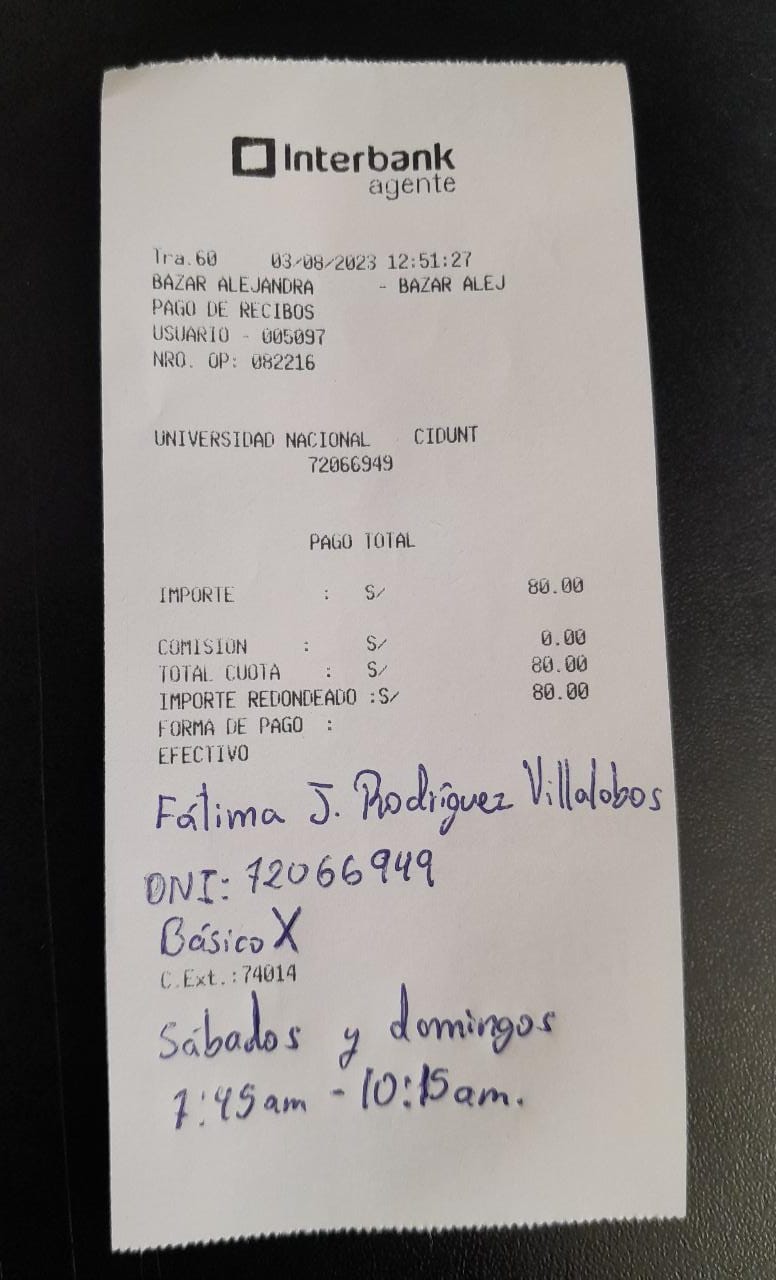 Interbank
agente
Tra.60 03/08/2023 12:51:27
BAZAR ALEJANDRA - BAZAR ALEJ
PAGO DE RECIBOS
USUARIO - 005097
NRO. OP: 082216
UNIVERSIDAD NACIONAL CIDUNT
72066949
PAGO TOTAL
IMPORTE : S/ 80.00
COMISION : S/ 0.00
TOTAL CUOTA : S/ 80.00
IMPORTE REDONDEADO :S/ 80.00
FORMA DE PAGO :
EFECTIVO
Fátima J. Rodríguez Villalobos
DNI: 72066949
Básico X
C.Ext.:74014
Sábados y domingos
7:45am - 10:15am.